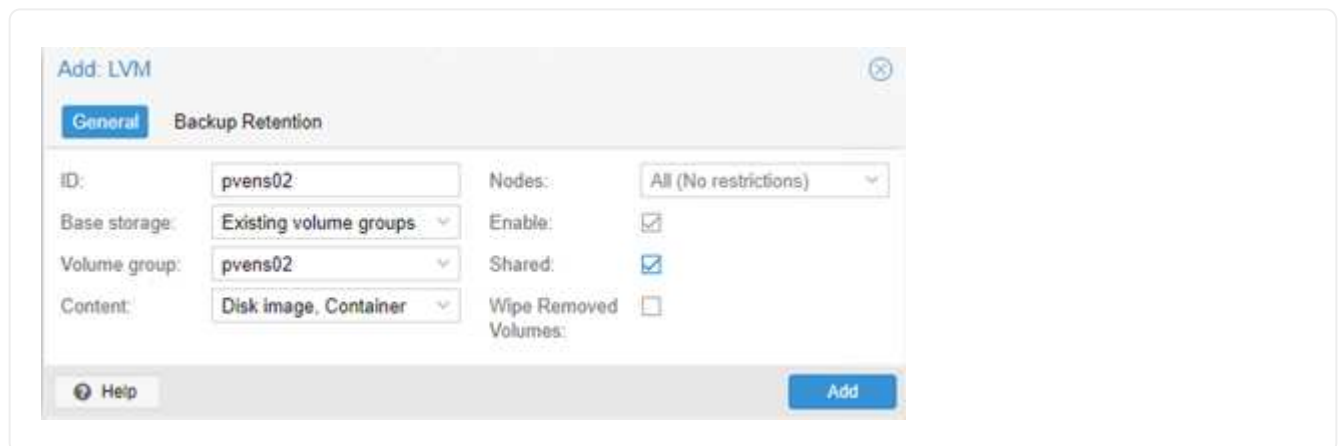 Add: LVM
General Backup Retention
ID: pvens02 Nodes: All (No restrictions)
Base storage: Existing volume groups Enable:
Volume group: pvens02 Shared:
Content: Disk image, Container Wipe Removed
Volumes:
Help Add